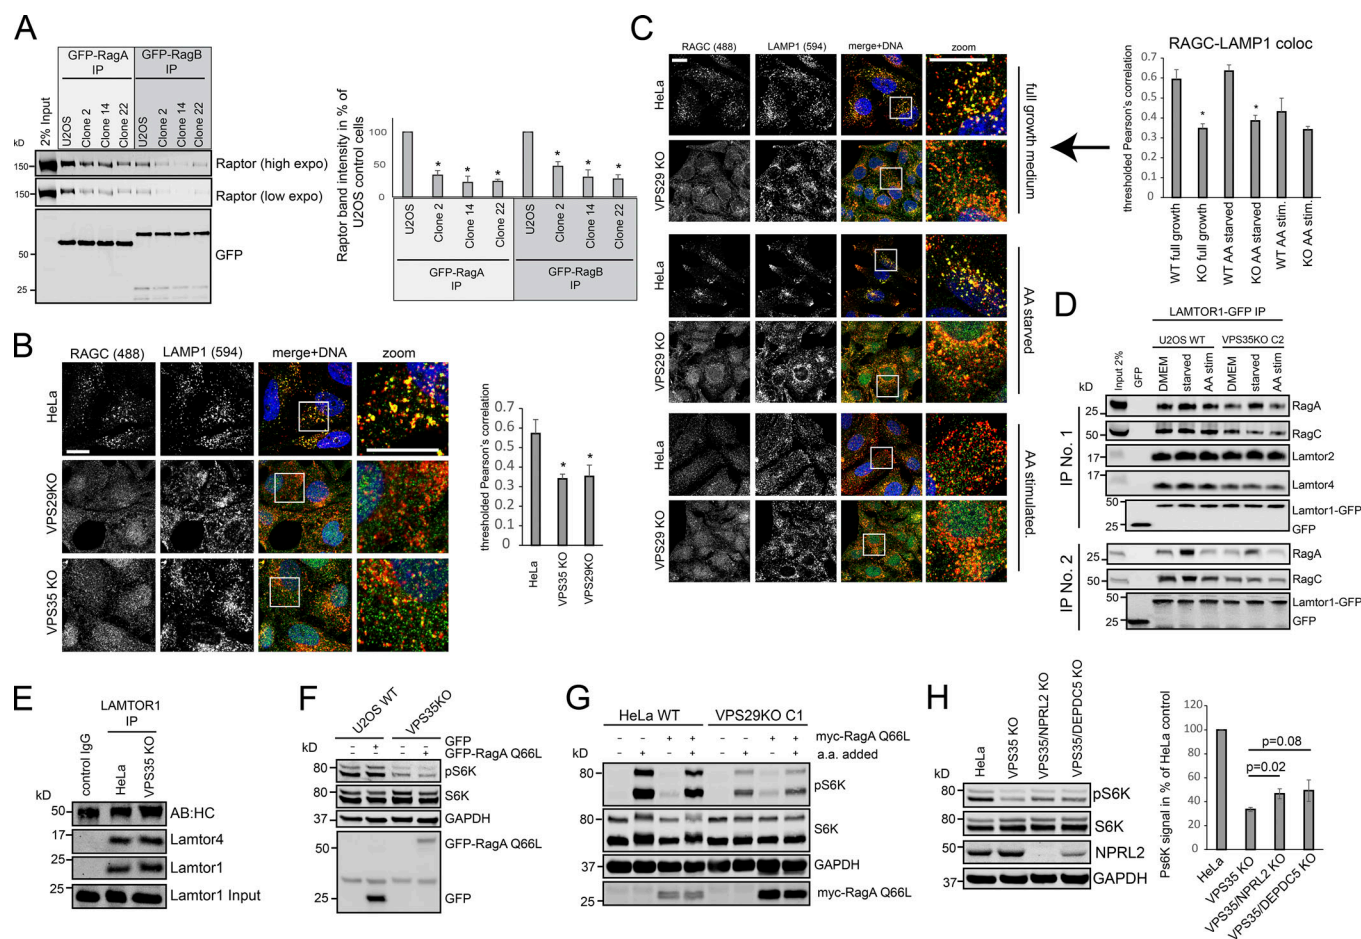 A
GFP-RagA
IP
GFP-RagB
IP
2% Input
U2OS
Clone 2
Clone 14
Clone 22
U2OS
Clone 2
Clone 14
Clone 22
kD
150
Raptor (high expo)
150
Raptor (low expo)
50
25
GFP
Raptor band intensity in % of
U2OS control cells
100
50
0
*
*
*
*
*
*
U2OS
Clone 2
Clone 14
Clone 22
U2OS
Clone 2
Clone 14
Clone 22
GFP-RagA
IP
GFP-RagB
IP
B
RAGC (488)
LAMP1 (594)
merge+DNA
zoom
HeLa
VPS29KO
VPS35 KO
thresholded Pearson's correlation
0.7
0.6
0.5
0.4
0.3
0.2
0.1
0
*
*
HeLa
VPS35 KO
VPS29KO
C
RAGC (488)
LAMP1 (594)
merge+DNA
zoom
HeLa
VPS29 KO
full growth medium
HeLa
VPS29 KO
AA starved
HeLa
VPS29 KO
AA stimulated.
RAGC-LAMP1 coloc
thresholded Pearson's correlation
0.7
0.6
0.5
0.4
0.3
0.2
0.1
0
*
*
WT full growth
KO full growth
WT AA starved
KO AA starved
WT AA stim.
KO AA stim.
D
LAMTOR1-GFP IP
U2OS WT
VPS35KO C2
Input 2%
GFP
DMEM
starved
AA stim
DMEM
starved
AA stim
kD
IP No. 1
25
RagA
50
RagC
17
Lamtor2
17
Lamtor4
50
Lamtor1-GFP
25
GFP
IP No. 2
25
RagA
50
RagC
50
Lamtor1-GFP
25
GFP
E
LAMTOR1
IP
control IgG
HeLa
VPS35 KO
kD
50
AB:HC
17
Lamtor4
Lamtor1
Lamtor1 Input
F
U2OS WT
VPS35KO
kD
+ – + –
GFP
– + – +
GFP-RagA Q66L
80
pS6K
80
S6K
37
GAPDH
50
GFP-RagA Q66L
25
GFP
G
HeLa WT
VPS29KO C1
- - + + - - + +
myc-RagA Q66L
- + - + - + - +
a.a. added
kD
80
pS6K
80
S6K
37
GAPDH
25
myc-RagA Q66L
H
HeLa
VPS35 KO
VPS35/NPRL2 KO
VPS35/DEPDC5 KO
kD
80
pS6K
80
S6K
50
NPRL2
37
GAPDH
Ps6K signal in % of HeLa control
120
100
80
60
40
20
0
p=0.08
p=0.02
HeLa
VPS35 KO
VPS35/NPRL2 KO
VPS35/DEPDC5 KO